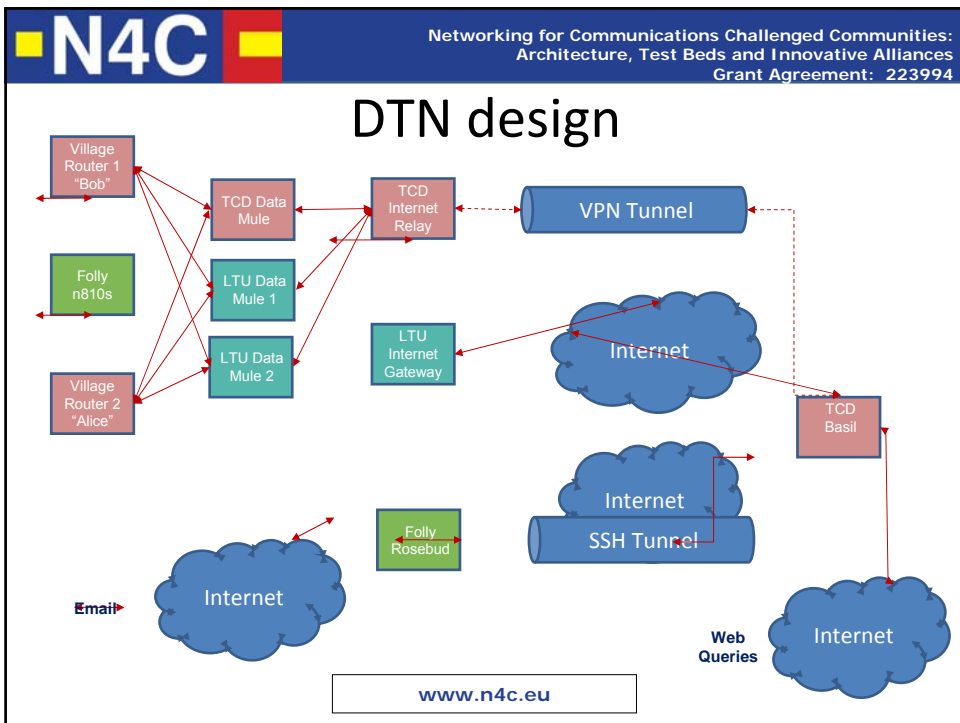 N4C
Networking for Communications Challenged Communities:
Architecture, Test Beds and Innovative Alliances
Grant Agreement: 223994
DTN design
Village
Router 1
“Bob”
TCD Data
Mule
TCD
Internet
Relay
VPN Tunnel
Folly
n810s
LTU Data
Mule 1
LTU Data
Mule 2
LTU
Internet
Gateway
Internet
Village
Router 2
“Alice”
TCD
Basil
Internet
SSH Tunnel
Folly
Rosebud
Internet
Email
Web
Queries
Internet
www.n4c.eu